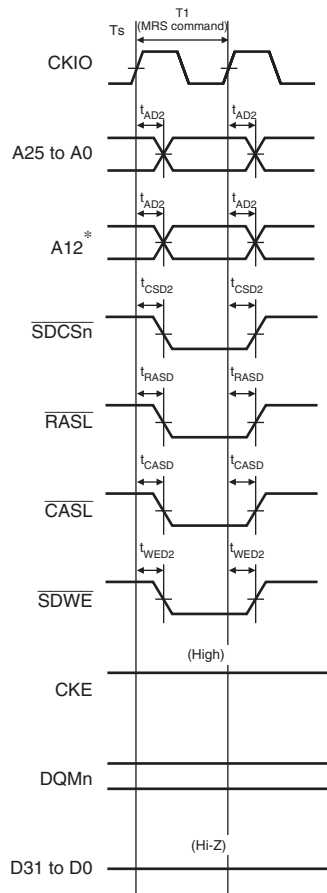 T1
Ts (MRS command)
CKIO
tAD2 tAD2
A25 to A0
tAD2 tAD2
A12*
tCSD2 tCSD2
SDCSn
tRASD tRASD
RASL
tCASD tCASD
CASL
tWED2 tWED2
SDWE
(High)
CKE
DQMn
(Hi-Z)
D31 to D0